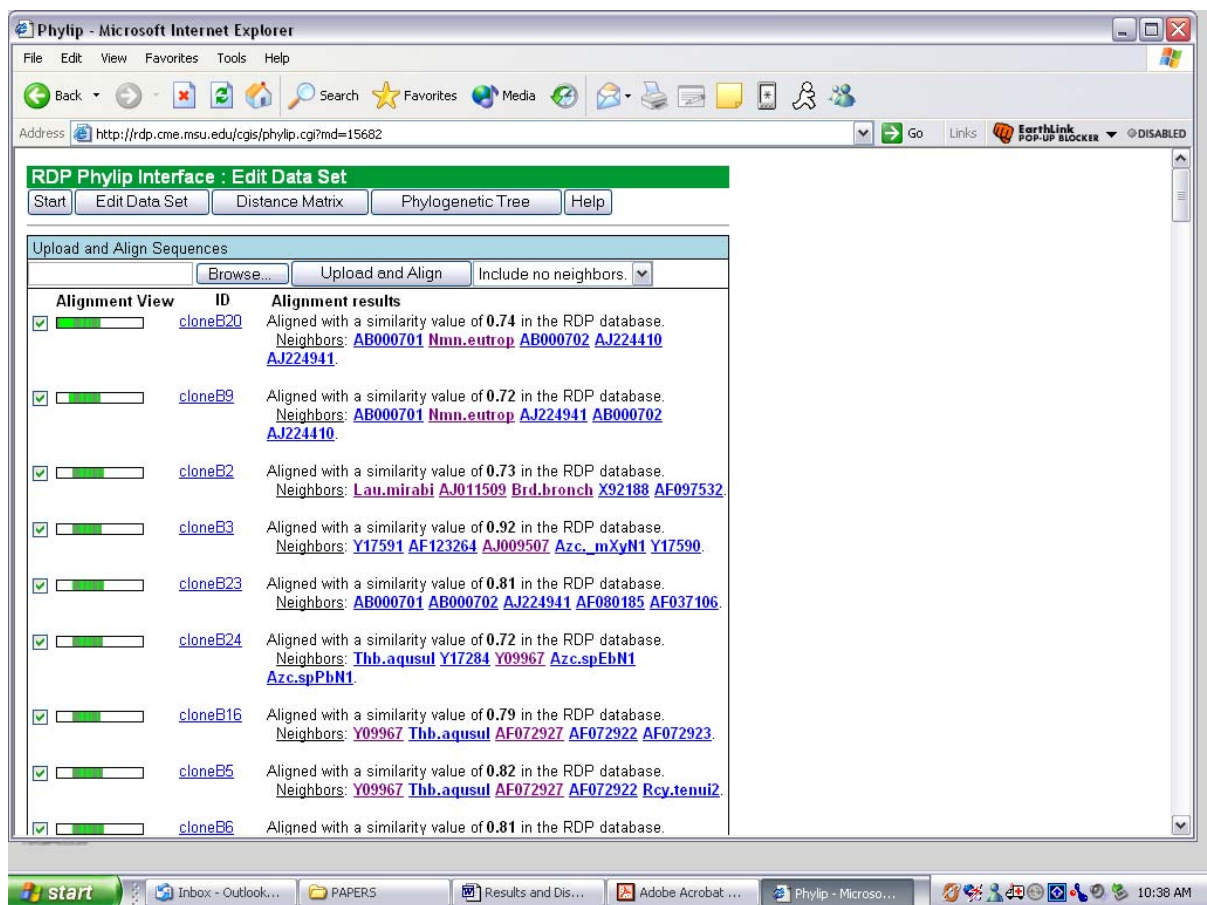 Phylip - Microsoft Internet Explorer
File Edit View Favorites Tools Help
Back Search Favorites Media
Address http://rdp.cme.msu.edu/cgis/phylip.cgi?md=15682 Go Links EarthLink POP-UP BLOCKER DISABLED
RDP Phylip Interface : Edit Data Set
Start Edit Data Set Distance Matrix Phylogenetic Tree Help
Upload and Align Sequences
Browse... Upload and Align Include no neighbors.
Alignment View ID Alignment results
cloneB20 Aligned with a similarity value of 0.74 in the RDP database.
Neighbors: AB000701 Nmn.eutrop AB000702 AJ224410
AJ224941.
cloneB9 Aligned with a similarity value of 0.72 in the RDP database.
Neighbors: AB000701 Nmn.eutrop AJ224941 AB000702
AJ224410.
cloneB2 Aligned with a similarity value of 0.73 in the RDP database.
Neighbors: Lau.mirabi AJ011509 Brd.bronch X92188 AF097532.
cloneB3 Aligned with a similarity value of 0.92 in the RDP database.
Neighbors: Y17591 AF123264 AJ009507 Azc._mXyN1 Y17590.
cloneB23 Aligned with a similarity value of 0.81 in the RDP database.
Neighbors: AB000701 AB000702 AJ224941 AF080185 AF037106.
cloneB24 Aligned with a similarity value of 0.72 in the RDP database.
Neighbors: Thb.aqusul Y17284 Y09967 Azc.spEbN1
Azc.spPbN1.
cloneB16 Aligned with a similarity value of 0.79 in the RDP database.
Neighbors: Y09967 Thb.aqusul AF072927 AF072922 AF072923.
cloneB5 Aligned with a similarity value of 0.82 in the RDP database.
Neighbors: Y09967 Thb.aqusul AF072927 AF072922 Rcy.tenui2.
cloneB6 Aligned with a similarity value of 0.81 in the RDP database.
start Inbox - Outlook... PAPERS Results and Dis... Adobe Acrobat ... Phylip - Microso... 10:38 AM